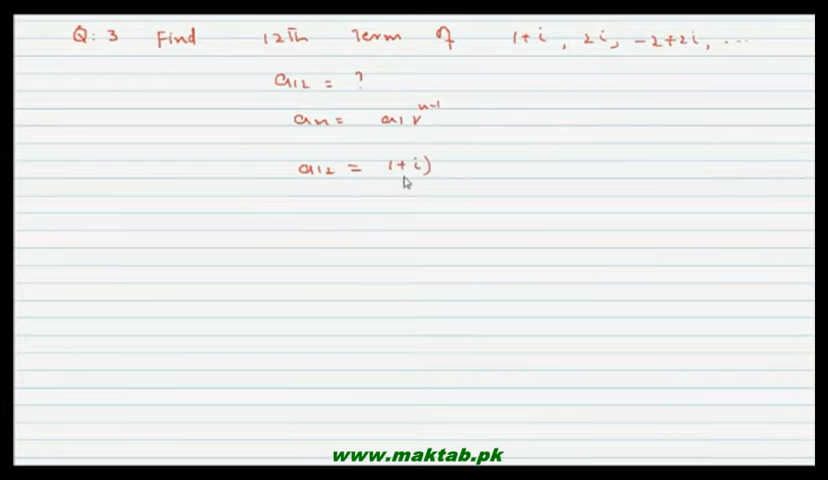 Q: 3 Find 12Th Term of 1+i, 2i, -2+2i, ...
a12 = ?
an = a1 r^n-1
a12 = 1+i)
www.maktab.pk